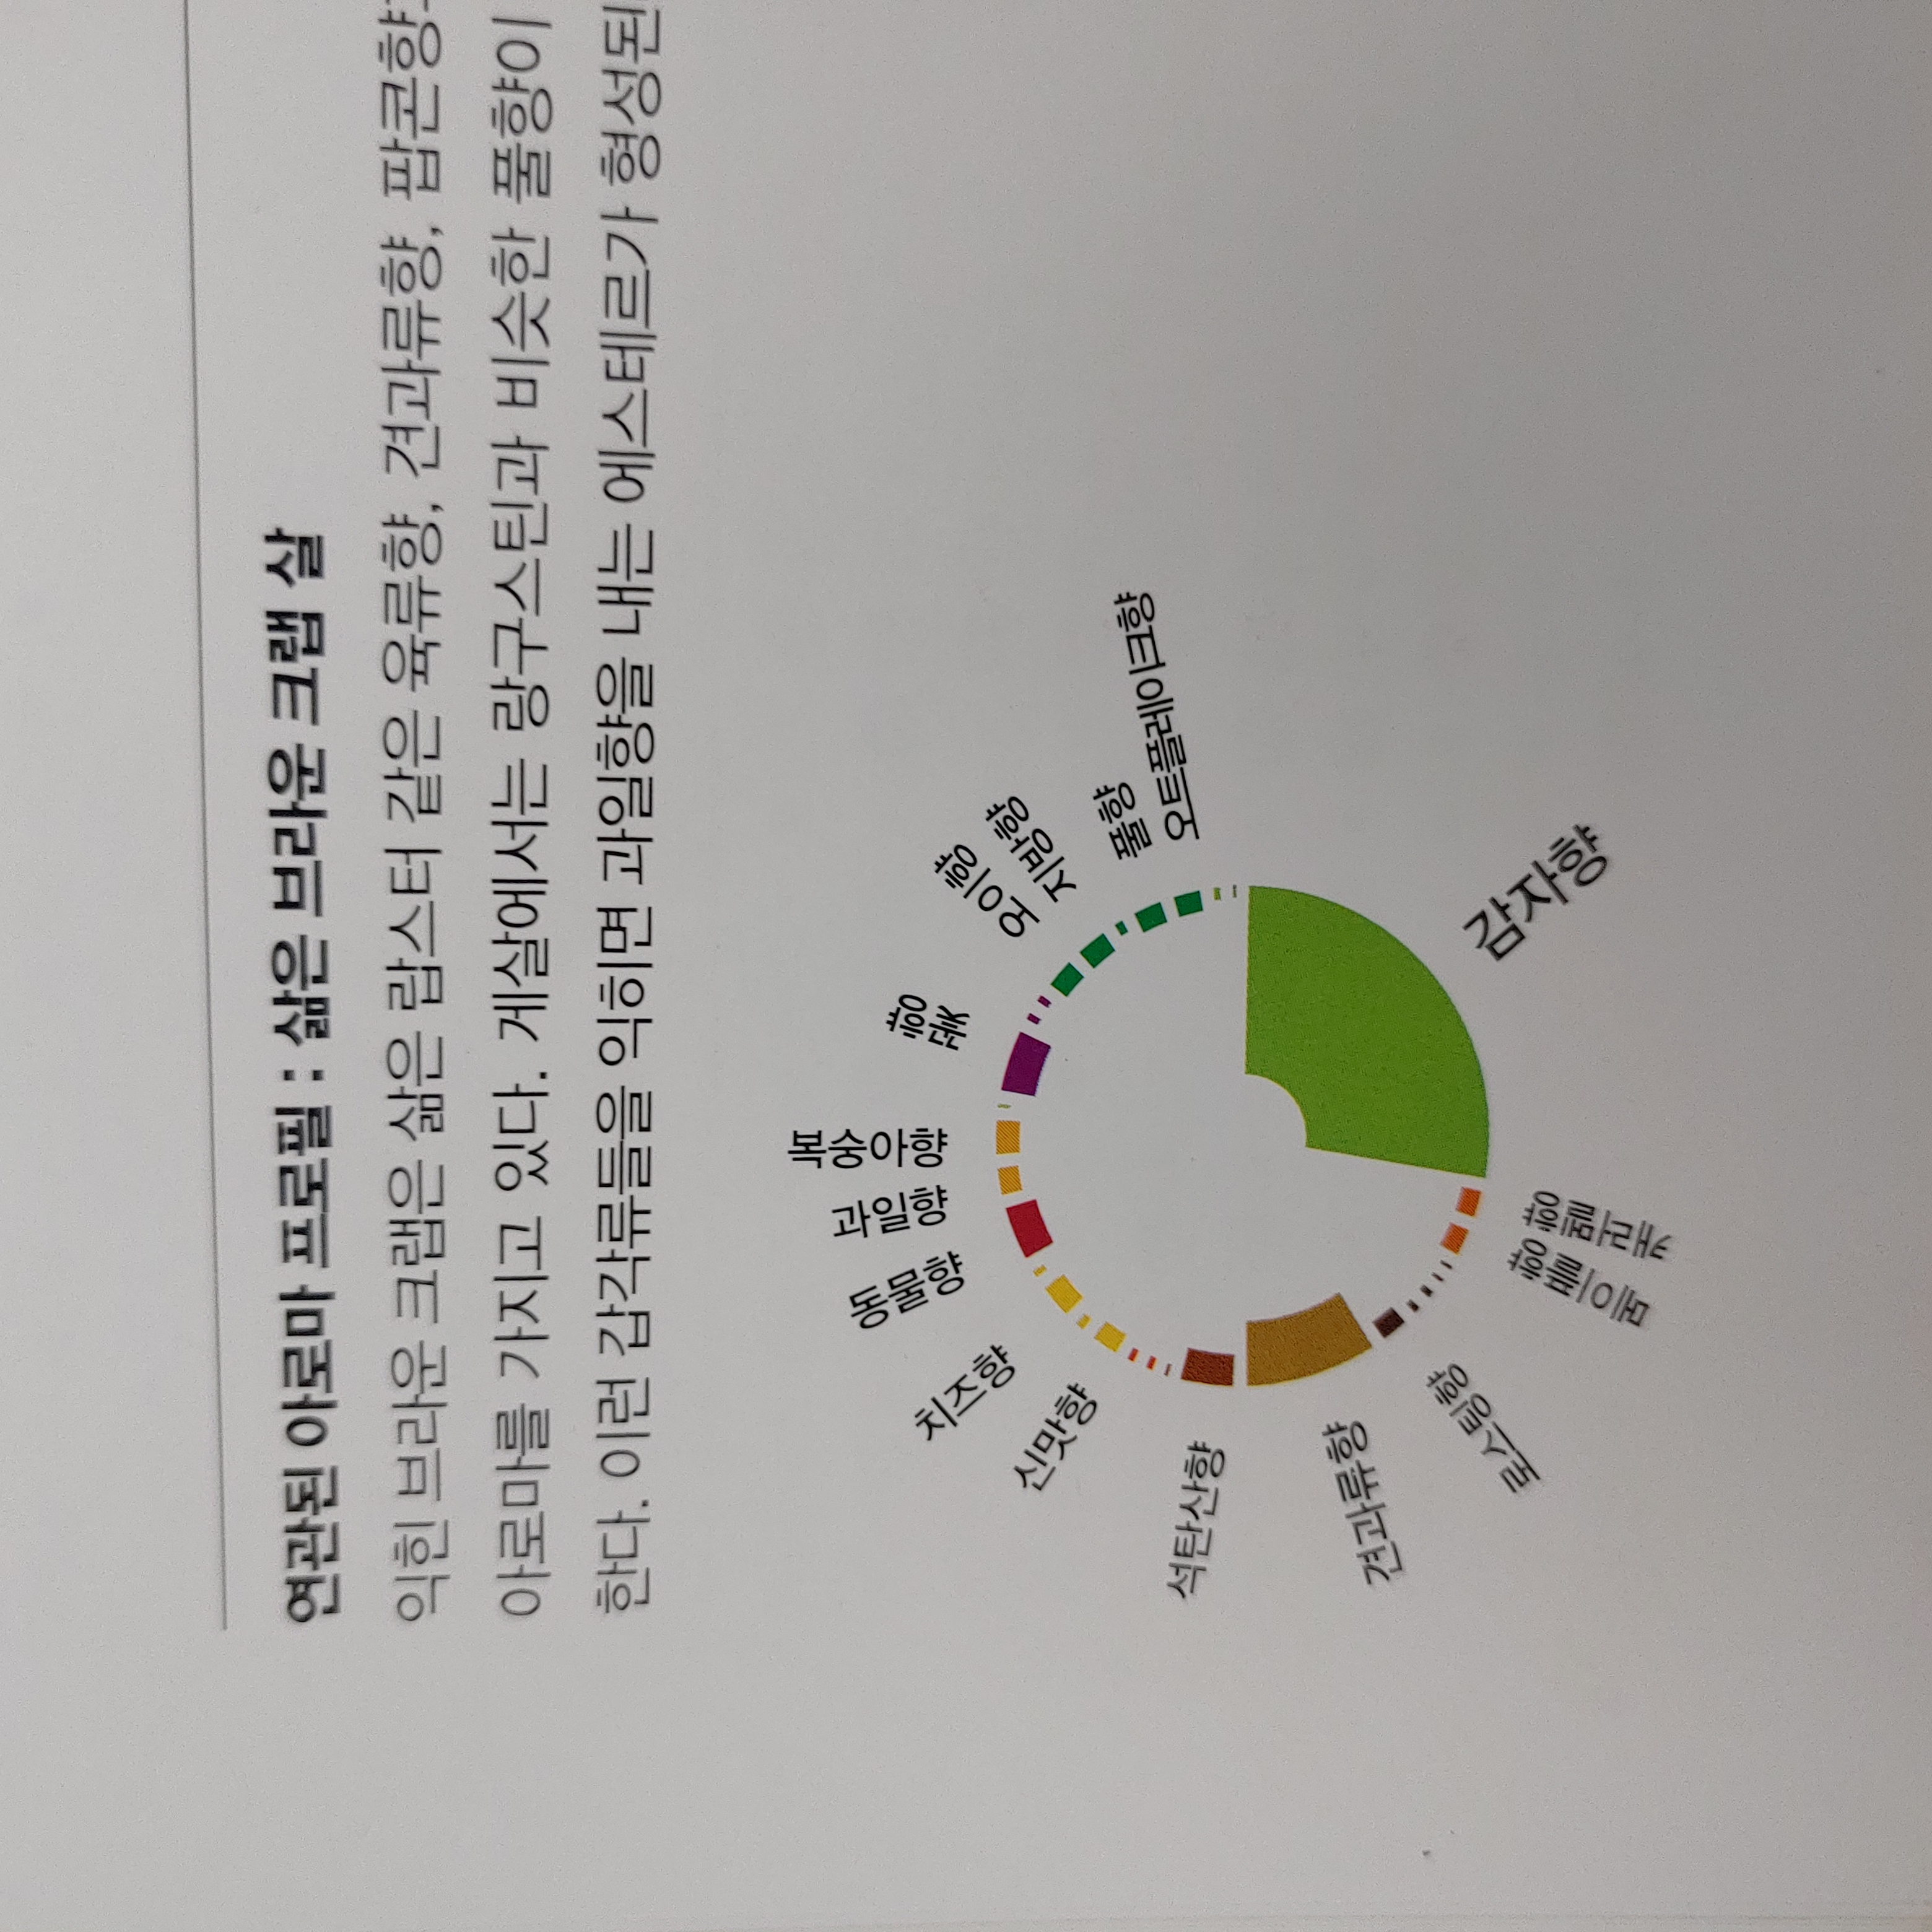 연관된 아로마 프로필 : 삶은 브라운 크랩 살
익힌 브라운 크랩은 삶은 랍스터 같은 육류향, 견과류향, 팝콘향
아로마를 가지고 있다. 게살에서는 랑구스틴과 비슷한 풀향이
한다. 이런 갑각류들을 익히면 과일향을 내는 에스테르가 형성된
복숭아향
과일향
동물향
치즈향
신맛향
석탄산향
견과류향
로스팅향
메이플향
캐러멜향
감자향
오트플레이크향
풀향
지방향
오이향
꽃향